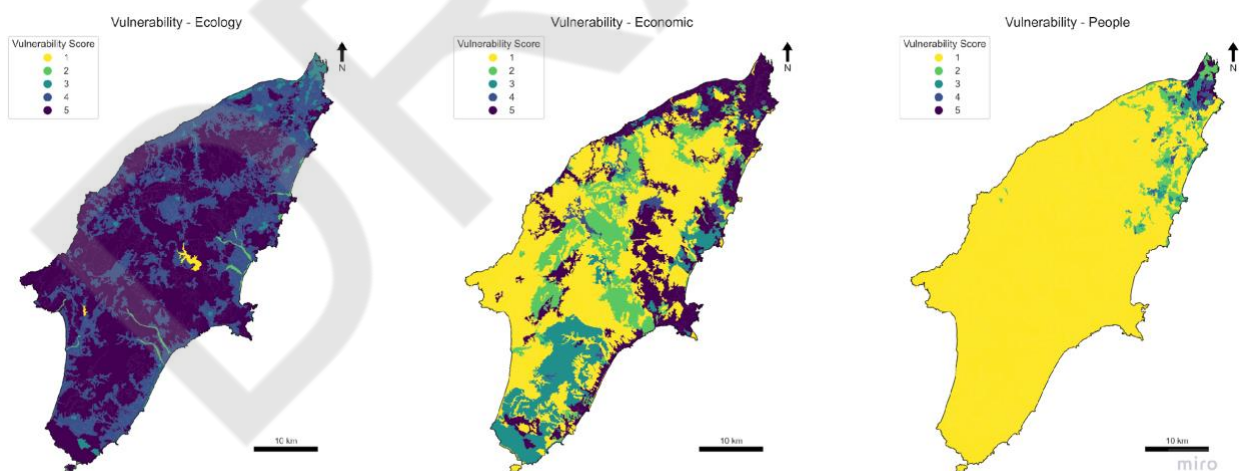 Vulnerability - Ecology
Vulnerability Score
1
2
3
4
5
N
10 km
Vulnerability - Economic
Vulnerability Score
1
2
3
4
5
N
10 km
Vulnerability - People
Vulnerability Score
1
2
3
4
5
N
10 km
miro